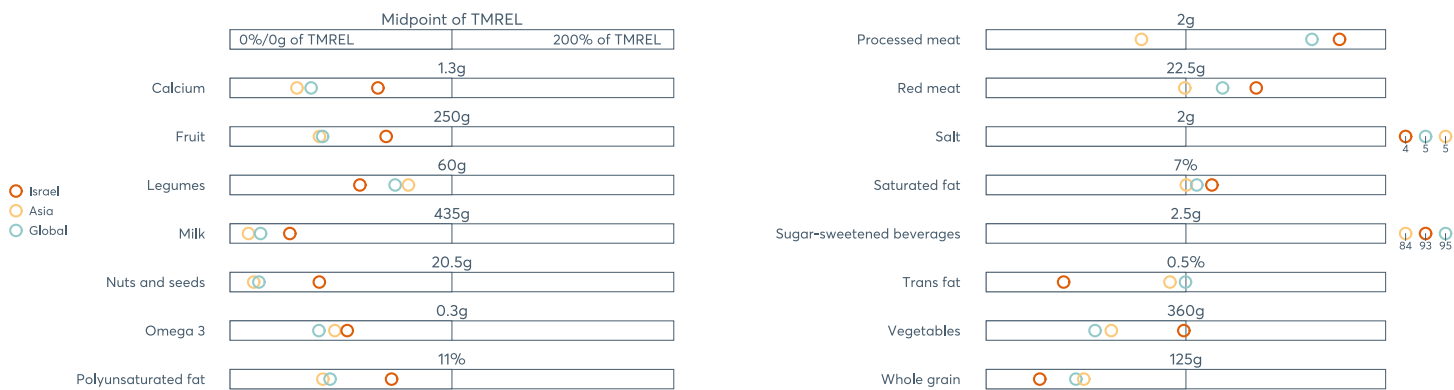 Israel
Asia
Global
Midpoint of TMREL
0%/0g of TMREL
200% of TMREL
Calcium
1.3g
Fruit
250g
Legumes
60g
Milk
435g
Nuts and seeds
20.5g
Omega 3
0.3g
Polyunsaturated fat
11%
Processed meat
2g
Red meat
22.5g
Salt
2g
4 5 5
Saturated fat
7%
Sugar-sweetened beverages
2.5g
84 93 95
Trans fat
0.5%
Vegetables
360g
Whole grain
125g